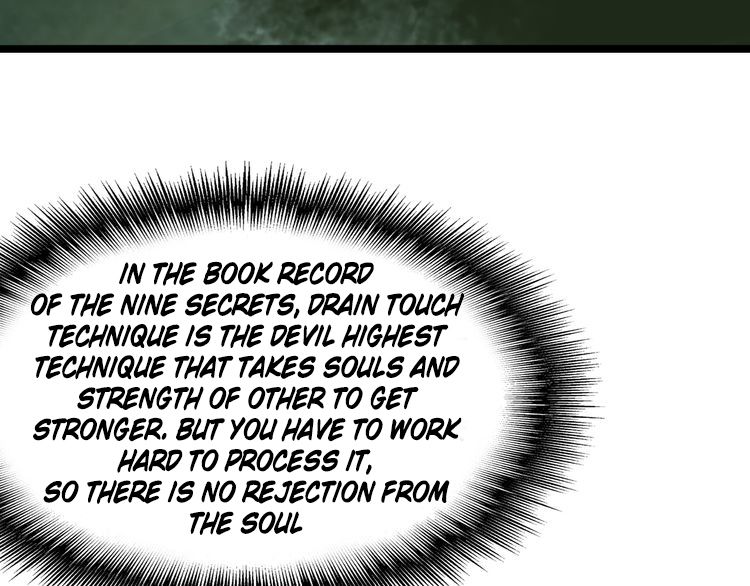 IN THE BOOK RECORD
OF THE NINE SECRETS, DRAIN TOUCH
TECHNIQUE IS THE DEVIL HIGHEST
TECHNIQUE THAT TAKES SOULS AND
STRENGTH OF OTHER TO GET
STRONGER. BUT YOU HAVE TO WORK
HARD TO PROCESS IT,
SO THERE IS NO REJECTION FROM
THE SOUL